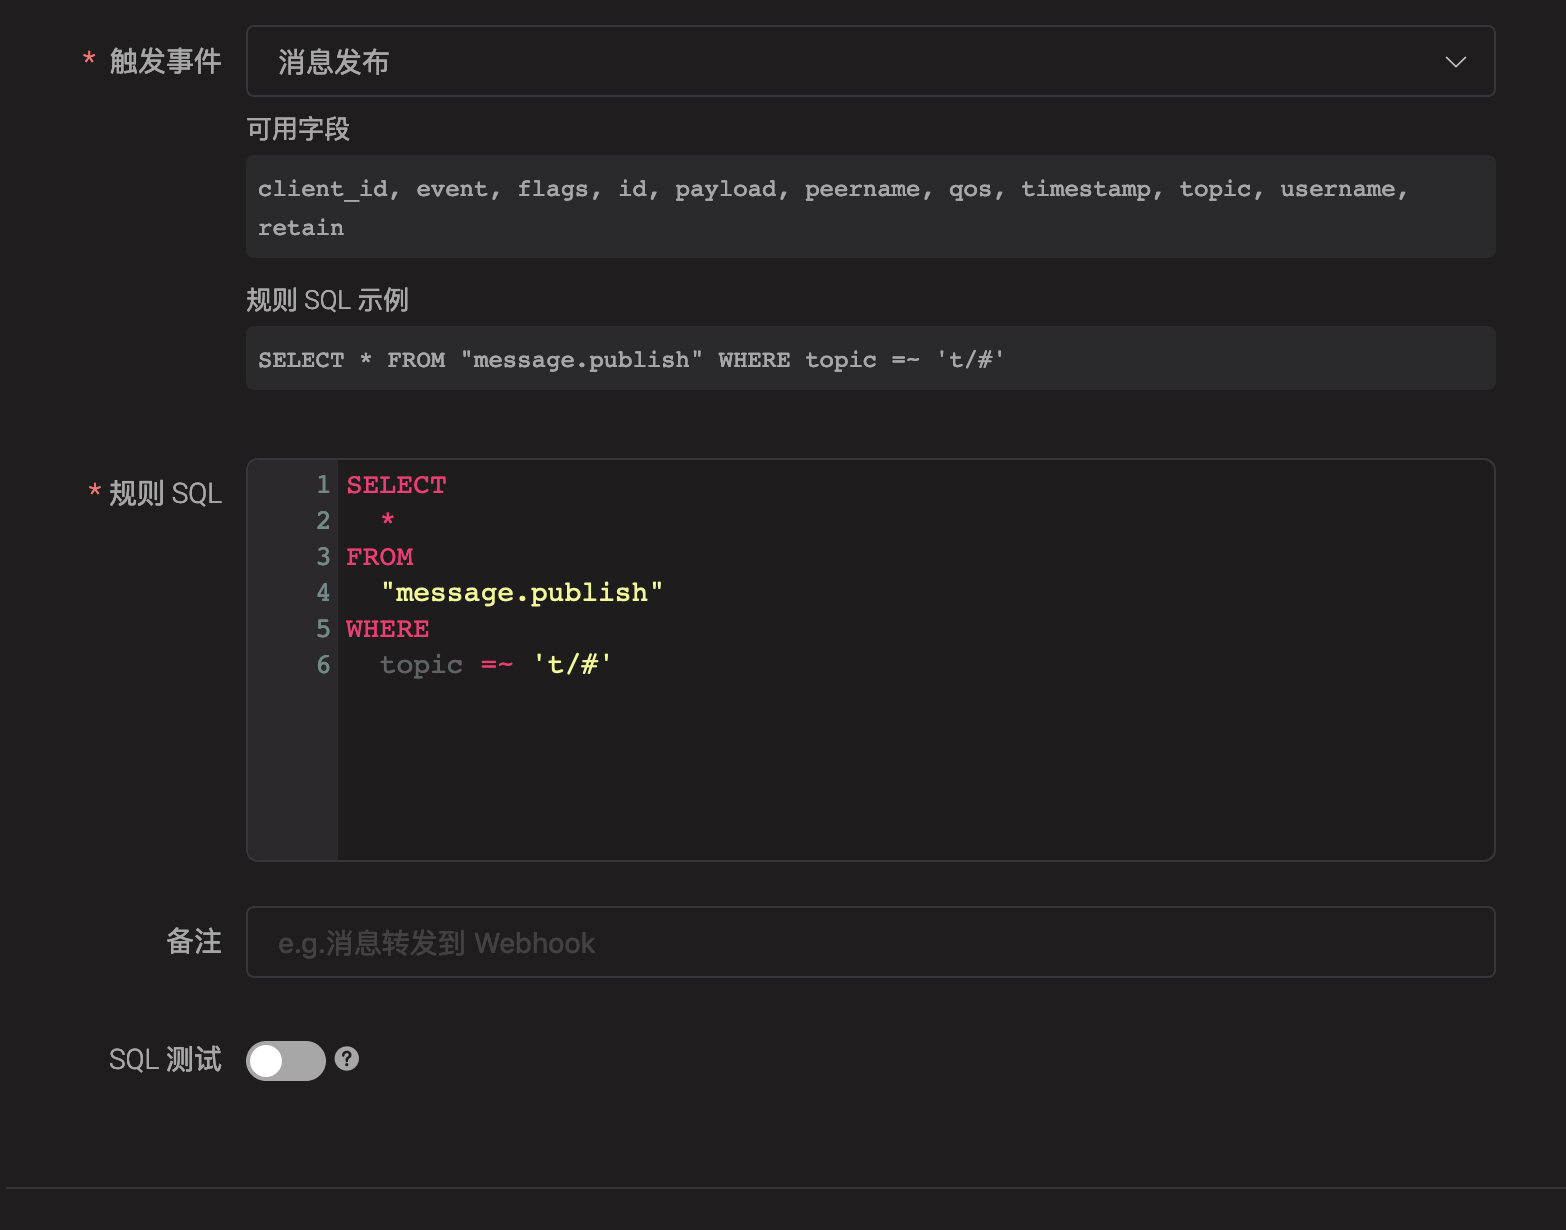 * 触发事件 消息发布
可用字段
client_id, event, flags, id, payload, peername, qos, timestamp, topic, username,
retain
规则 SQL 示例
SELECT * FROM "message.publish" WHERE topic =~ 't/#'
* 规则 SQL
1 SELECT
2 *
3 FROM
4 "message.publish"
5 WHERE
6 topic =~ 't/#'
备注 e.g.消息转发到 Webhook
SQL 测试 ?